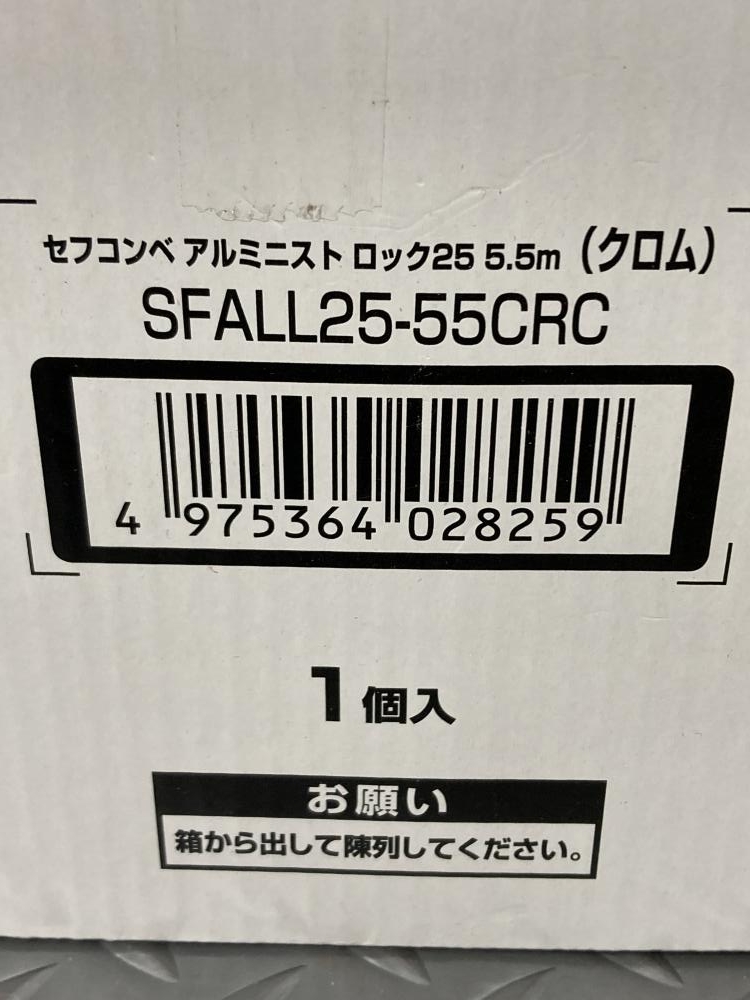 セフコンベ アルミニスト ロック25 5.5m（クロム）
SFALL25-55CRC
4 975364 028259
1個入
お願い
箱から出して陳列してください。